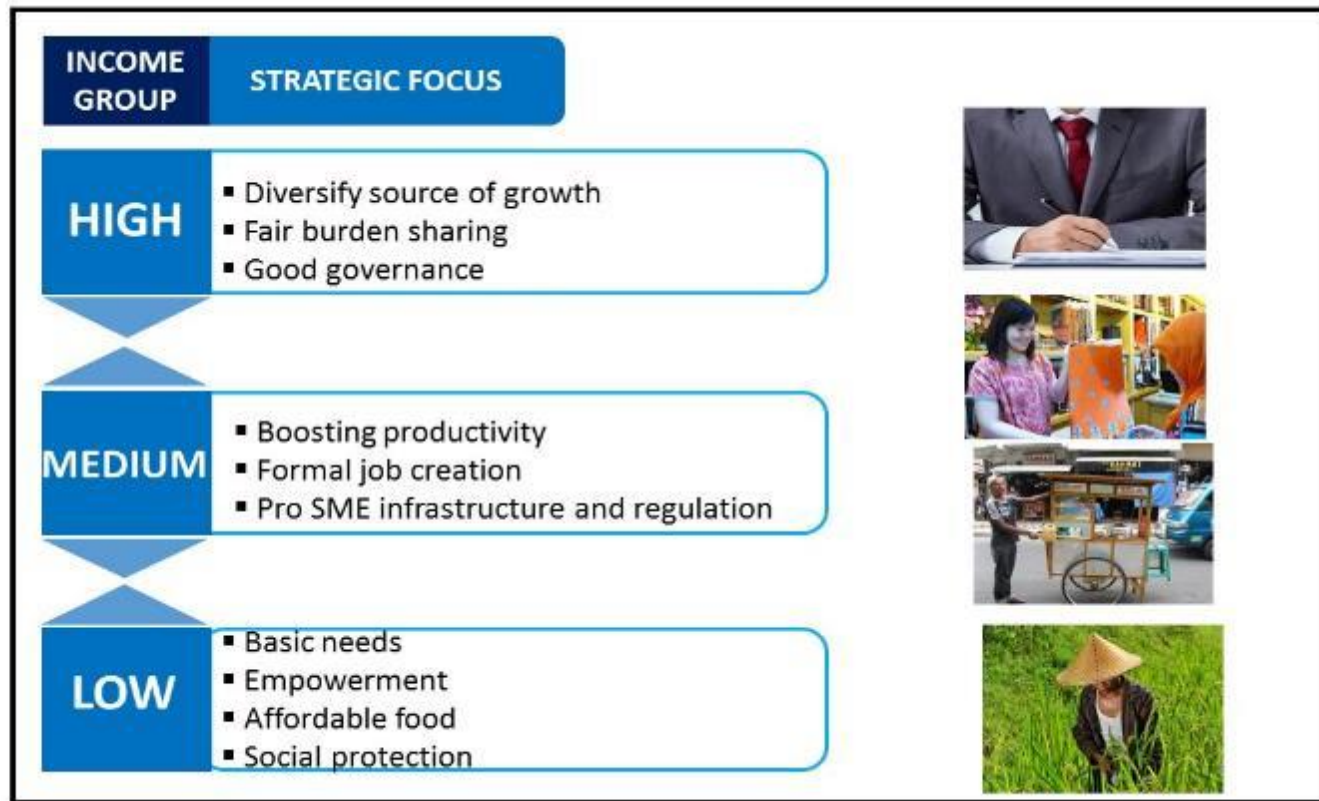 INCOME
GROUP
STRATEGIC FOCUS
HIGH
▪ Diversify source of growth
▪ Fair burden sharing
▪ Good governance
MEDIUM
▪ Boosting productivity
▪ Formal job creation
▪ Pro SME infrastructure and regulation
LOW
▪ Basic needs
▪ Empowerment
▪ Affordable food
▪ Social protection